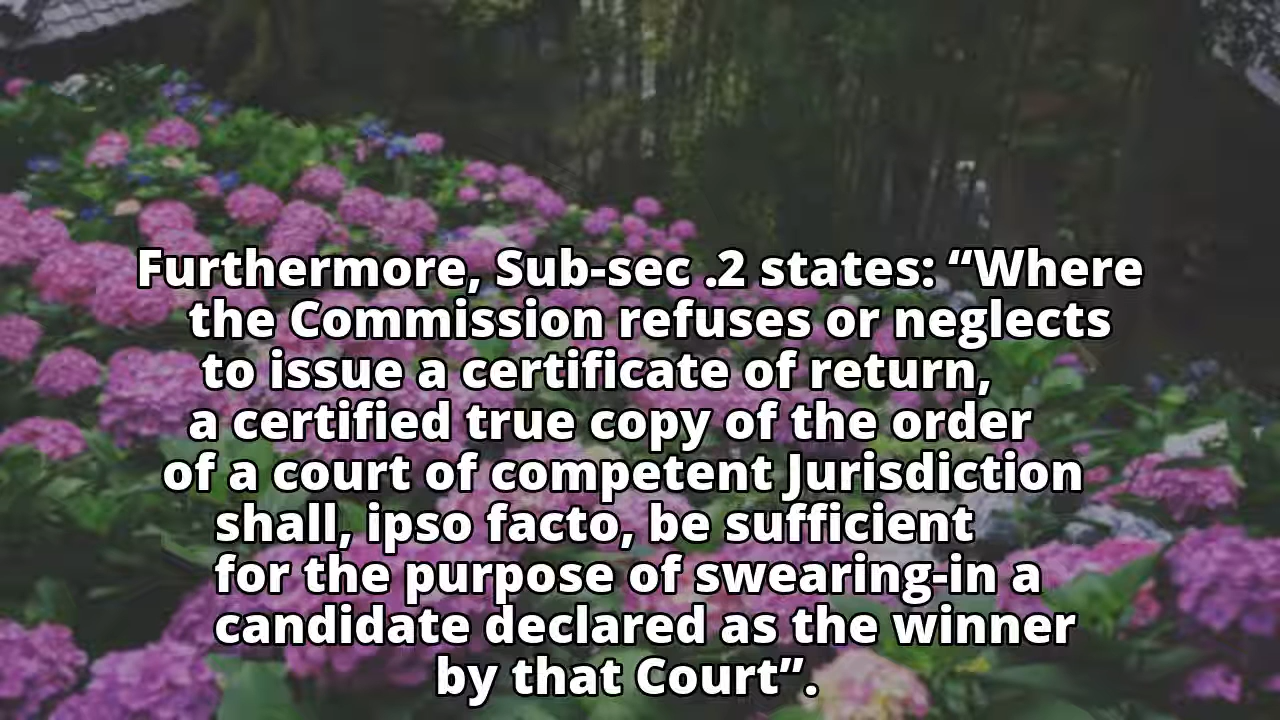 Furthermore, Sub-sec .2 states: “Where
the Commission refuses or neglects
to issue a certificate of return,
a certified true copy of the order
of a court of competent Jurisdiction
shall, ipso facto, be sufficient
for the purpose of swearing-in a
candidate declared as the winner
by that Court”.